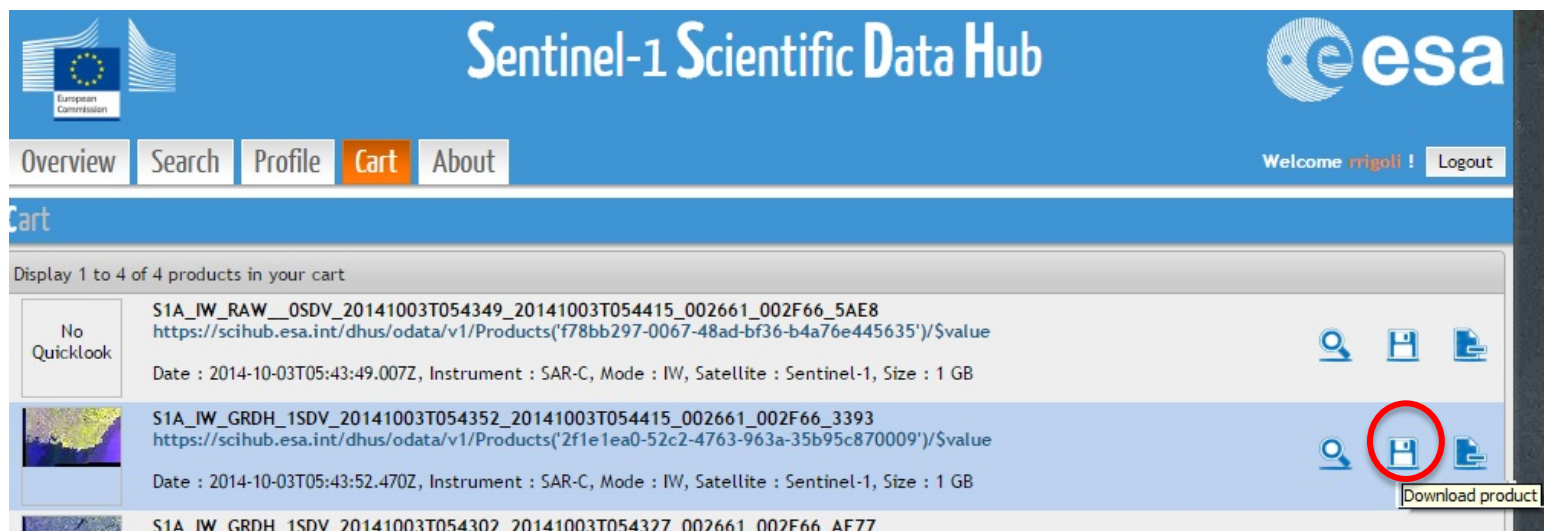 European
Commission
Sentinel-1 Scientific Data Hub
esa
Overview Search Profile Cart About
Welcome rrigoli ! Logout
Cart
Display 1 to 4 of 4 products in your cart
No
Quicklook
S1A_IW_RAW__0SDV_20141003T054349_20141003T054415_002661_002F66_5AE8
https://scihub.esa.int/dhus/odata/v1/Products('f78bb297-0067-48ad-bf36-b4a76e445635')/$value
Date : 2014-10-03T05:43:49.007Z, Instrument : SAR-C, Mode : IW, Satellite : Sentinel-1, Size : 1 GB
S1A_IW_GRDH_1SDV_20141003T054352_20141003T054415_002661_002F66_3393
https://scihub.esa.int/dhus/odata/v1/Products('2f1e1ea0-52c2-4763-963a-35b95c870009')/$value
Date : 2014-10-03T05:43:52.470Z, Instrument : SAR-C, Mode : IW, Satellite : Sentinel-1, Size : 1 GB
Download product
S1A_IW_GRDH_1SDV_20141003T054302_20141003T054327_002661_002F66_AE77